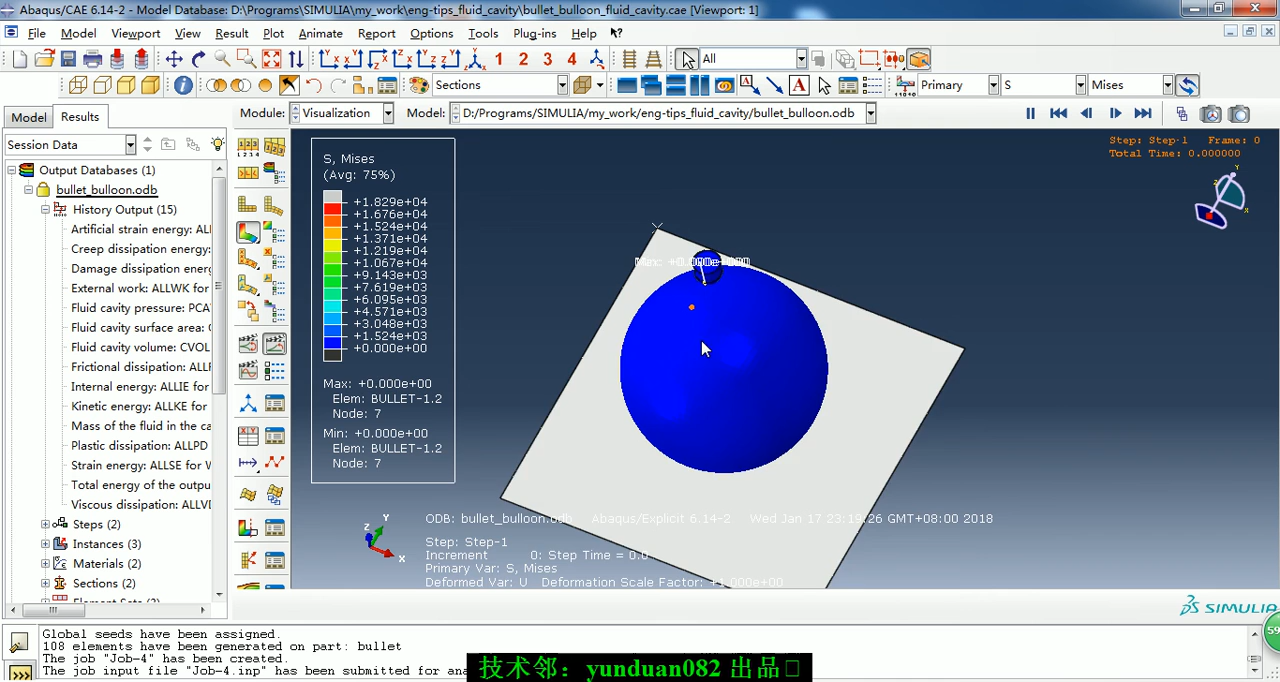 Abaqus/CAE 6.14-2 - Model Database: D:\Programs\SIMULIA\my_work\eng-tips_fluid_cavity\bullet_bulloon_fluid_cavity.cae [Viewport: 1]
File Model Viewport View Result Plot Animate Report Options Tools Plug-ins Help
1 2 3 4 All
Sections Primary S Mises
Model Results Module: Visualization Model: D:/Programs/SIMULIA/my_work/eng-tips_fluid_cavity/bullet_bulloon.odb
Session Data
Output Databases (1)
bullet_bulloon.odb
History Output (15)
Artificial strain energy: ALL
Creep dissipation energy:
Damage dissipation energy
External work: ALLWK for
Fluid cavity pressure: PCA
Fluid cavity surface area: C
Fluid cavity volume: CVOL
Frictional dissipation: ALLF
Internal energy: ALLIE for
Kinetic energy: ALLKE for
Mass of the fluid in the ca
Plastic dissipation: ALLPD
Strain energy: ALLSE for W
Total energy of the outpu
Viscous dissipation: ALLVD
Steps (2)
Instances (3)
Materials (2)
Sections (2)
Step: Step-1 Frame: 0
Total Time: 0.000000
S, Mises
(Avg: 75%)
+1.829e+04
+1.676e+04
+1.524e+04
+1.371e+04
+1.219e+04
+1.067e+04
+9.143e+03
+7.619e+03
+6.095e+03
+4.571e+03
+3.048e+03
+1.524e+03
+0.000e+00
Max: +0.000e+00
Elem: BULLET-1.2
Node: 7
Min: +0.000e+00
Elem: BULLET-1.2
Node: 7
Y
Z
X
ODB: bullet_bulloon.odb Abaqus/Explicit 6.14-2 Wed Jan 17 23:19:26 GMT+08:00 2018
Step: Step-1
Increment 0: Step Time = 0.0
Primary Var: S, Mises
Deformed Var: U Deformation Scale Factor: +1.000e+00
SIMULIA
59
Global seeds have been assigned.
108 elements have been generated on part: bullet
The job "Job-4" has been created.
The job input file "Job-4.inp" has been submitted for ana
技术邻：yunduan082 出品